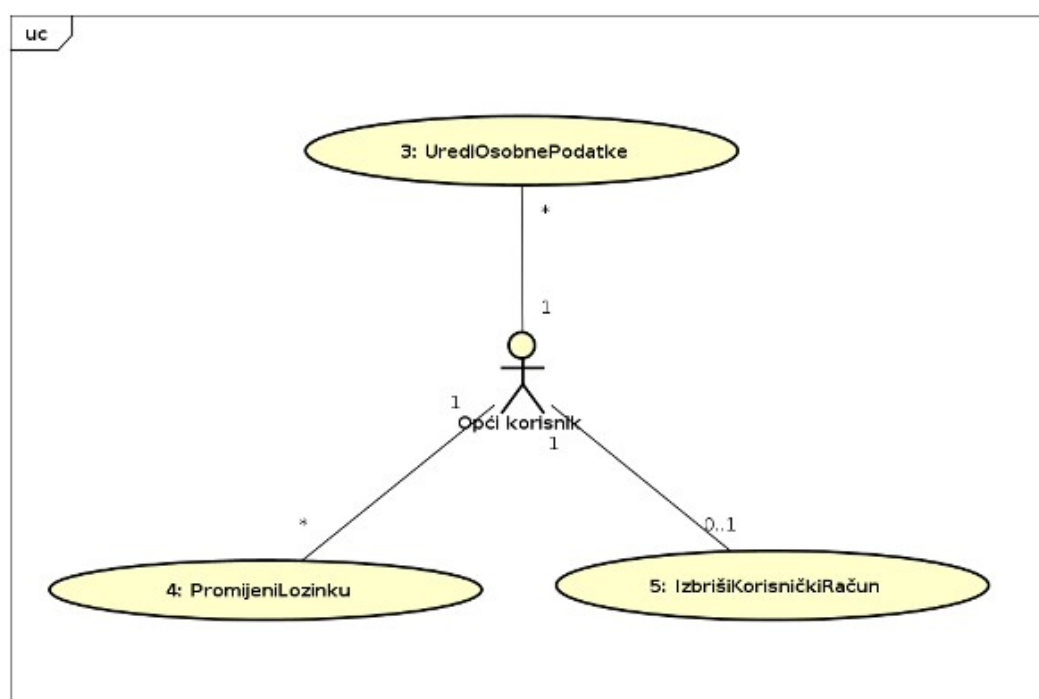 uc
3: UrediOsobnePodatke
*
1
1
Opći korisnik
1
*
0..1
4: PromijeniLozinku
5: IzbrišiKorisničkiRačun